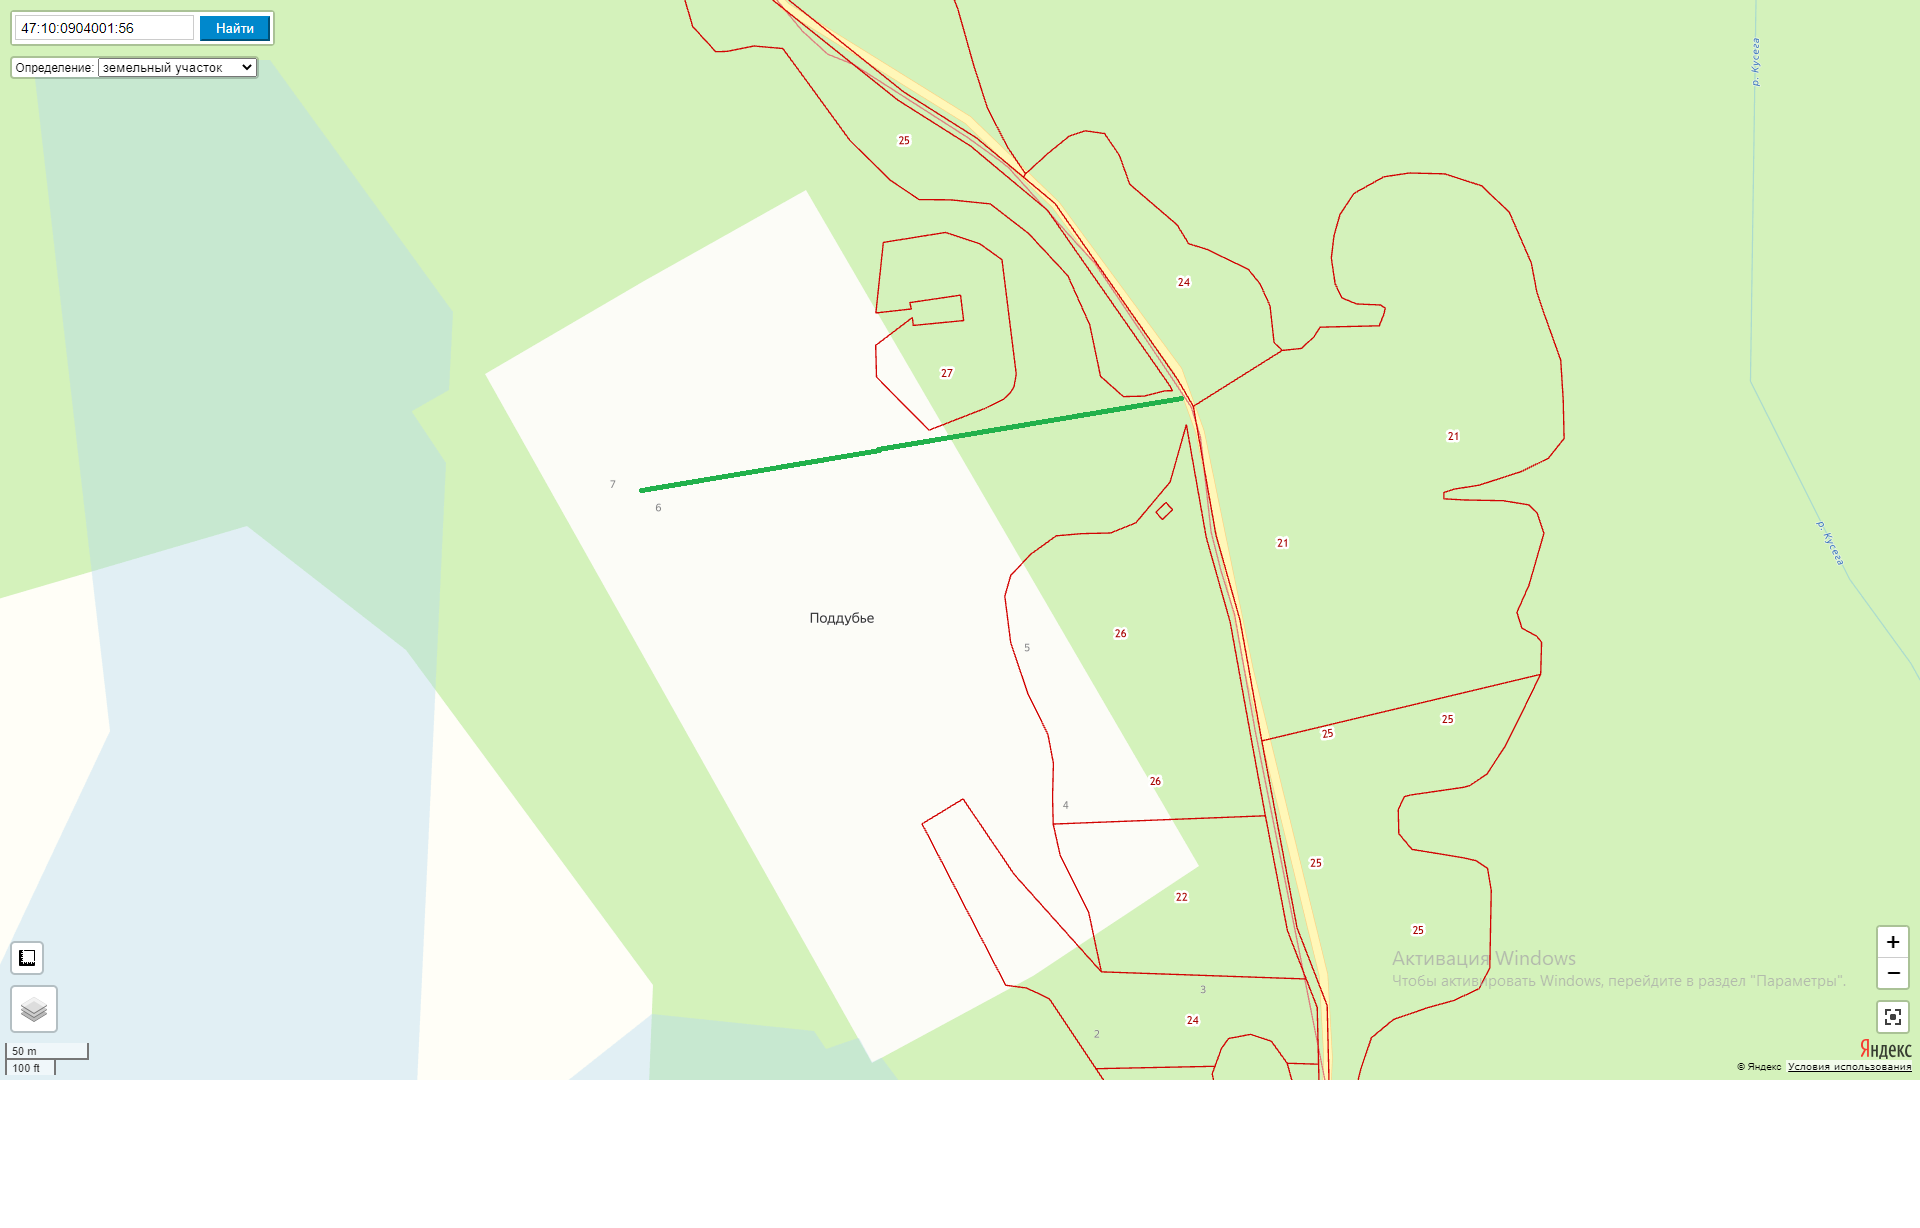 47:10:0904001:56
Найти
Определение: земельный участок
р. Кусега
25
24
27
21
7
6
21
р. Кусега
Поддубье
26
5
25
25
26
4
25
22
25
Активация Windows
Чтобы активировать Windows, перейдите в раздел "Параметры".
3
24
2
50 m
100 ft
+
−
Яндекс
© Яндекс Условия использования